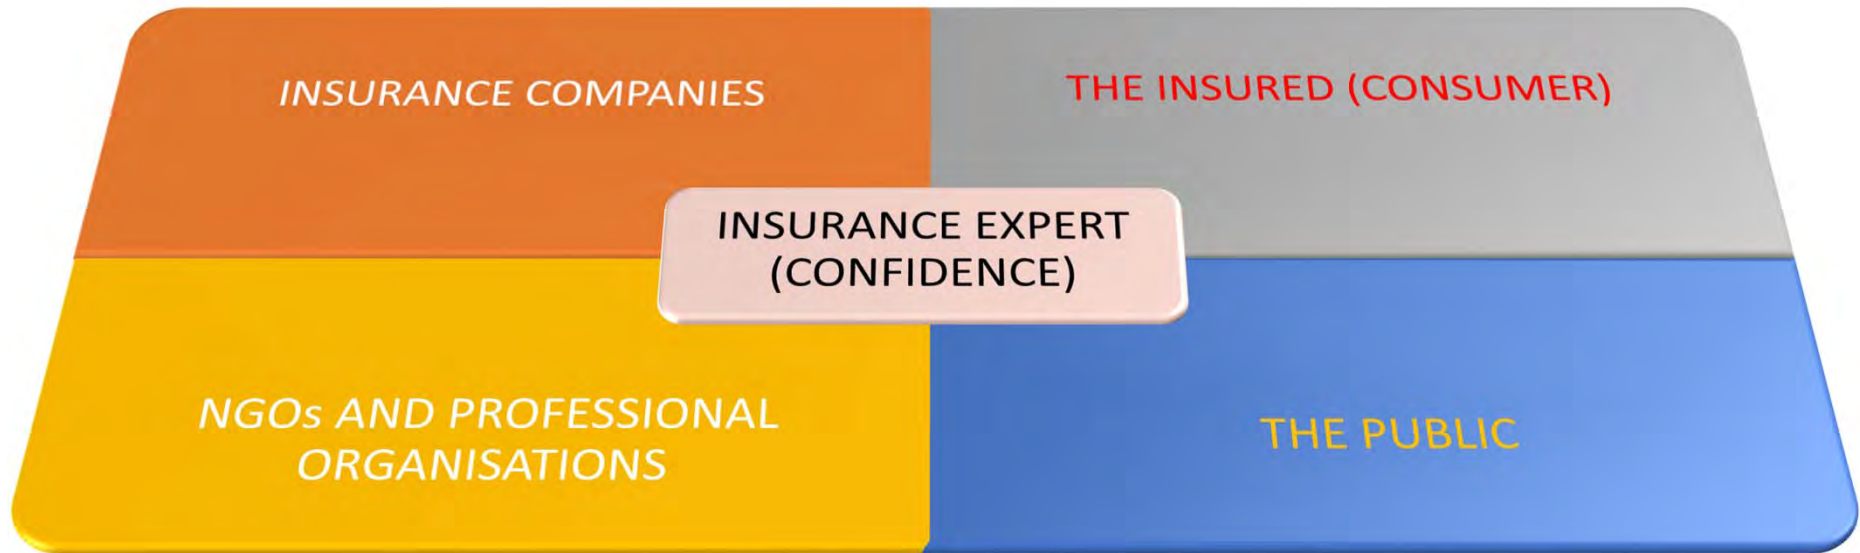 INSURANCE COMPANIES
THE INSURED (CONSUMER)
INSURANCE EXPERT
(CONFIDENCE)
NGOs AND PROFESSIONAL
ORGANISATIONS
THE PUBLIC